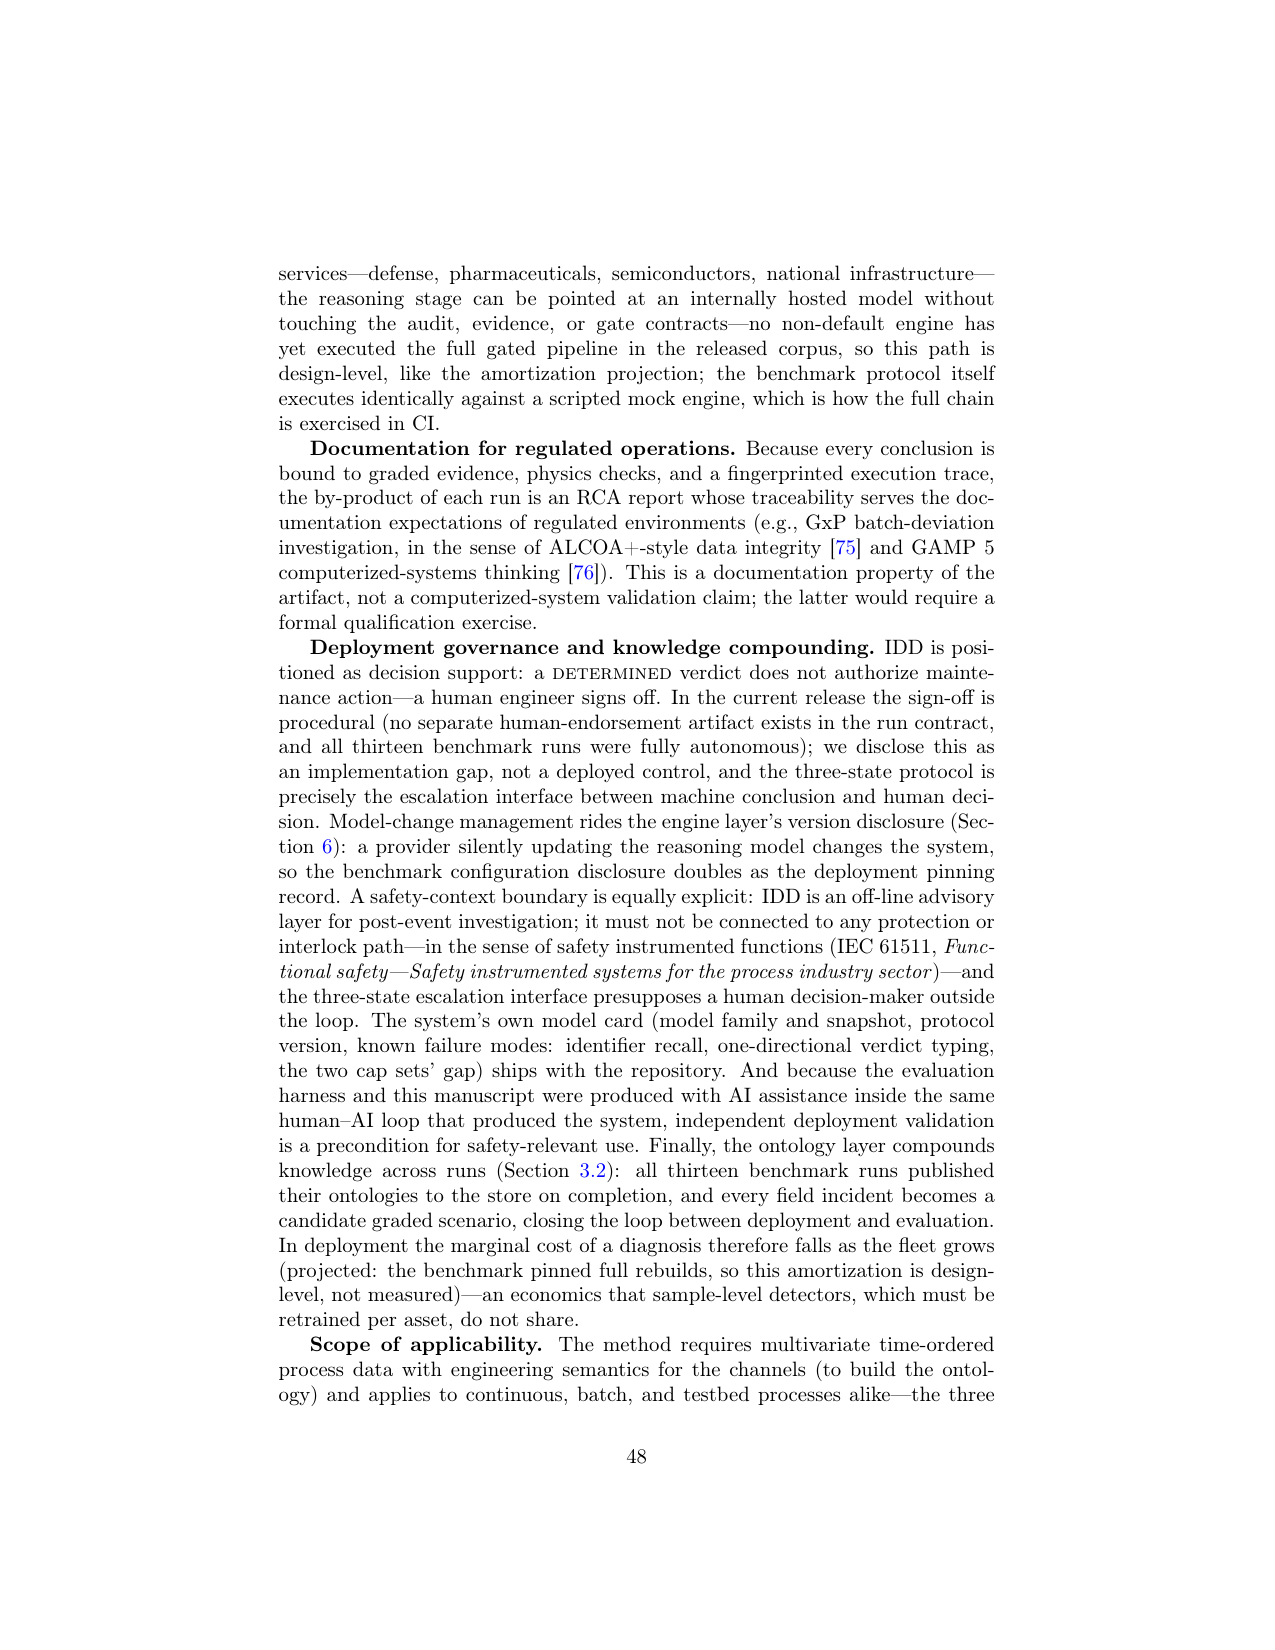 services—defense, pharmaceuticals, semiconductors, national infrastructure—
the reasoning stage can be pointed at an internally hosted model without
touching the audit, evidence, or gate contracts—no non-default engine has
yet executed the full gated pipeline in the released corpus, so this path is
design-level, like the amortization projection; the benchmark protocol itself
executes identically against a scripted mock engine, which is how the full chain
is exercised in CI.
Documentation for regulated operations. Because every conclusion is
bound to graded evidence, physics checks, and a fingerprinted execution trace,
the by-product of each run is an RCA report whose traceability serves the doc-
umentation expectations of regulated environments (e.g., GxP batch-deviation
investigation, in the sense of ALCOA+-style data integrity [75] and GAMP 5
computerized-systems thinking [76]). This is a documentation property of the
artifact, not a computerized-system validation claim; the latter would require a
formal qualification exercise.
Deployment governance and knowledge compounding. IDD is posi-
tioned as decision support: a DETERMINED verdict does not authorize mainte-
nance action—a human engineer signs off. In the current release the sign-off is
procedural (no separate human-endorsement artifact exists in the run contract,
and all thirteen benchmark runs were fully autonomous); we disclose this as
an implementation gap, not a deployed control, and the three-state protocol is
precisely the escalation interface between machine conclusion and human deci-
sion. Model-change management rides the engine layer's version disclosure (Sec-
tion 6): a provider silently updating the reasoning model changes the system,
so the benchmark configuration disclosure doubles as the deployment pinning
record. A safety-context boundary is equally explicit: IDD is an off-line advisory
layer for post-event investigation; it must not be connected to any protection or
interlock path—in the sense of safety instrumented functions (IEC 61511, Func-
tional safety—Safety instrumented systems for the process industry sector)—and
the three-state escalation interface presupposes a human decision-maker outside
the loop. The system's own model card (model family and snapshot, protocol
version, known failure modes: identifier recall, one-directional verdict typing,
the two cap sets' gap) ships with the repository. And because the evaluation
harness and this manuscript were produced with AI assistance inside the same
human–AI loop that produced the system, independent deployment validation
is a precondition for safety-relevant use. Finally, the ontology layer compounds
knowledge across runs (Section 3.2): all thirteen benchmark runs published
their ontologies to the store on completion, and every field incident becomes a
candidate graded scenario, closing the loop between deployment and evaluation.
In deployment the marginal cost of a diagnosis therefore falls as the fleet grows
(projected: the benchmark pinned full rebuilds, so this amortization is design-
level, not measured)—an economics that sample-level detectors, which must be
retrained per asset, do not share.
Scope of applicability. The method requires multivariate time-ordered
process data with engineering semantics for the channels (to build the ontol-
ogy) and applies to continuous, batch, and testbed processes alike—the three
48